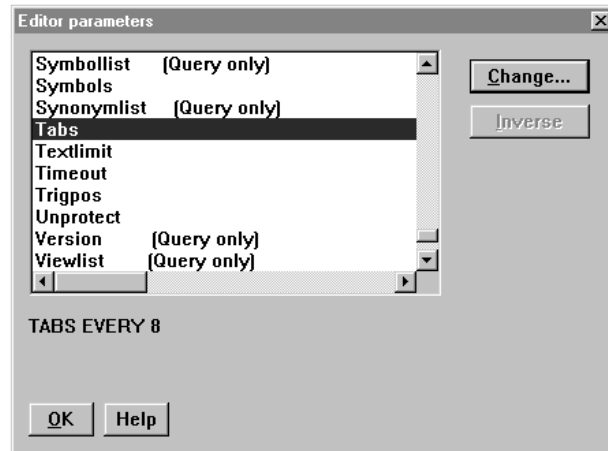 Editor parameters
Symbollist (Query only)
Symbols
Synonymlist (Query only)
Tabs
Textlimit
Timeout
Trigpos
Unprotect
Version (Query only)
Viewlist (Query only)
Change...
Inverse
TABS EVERY 8
OK Help